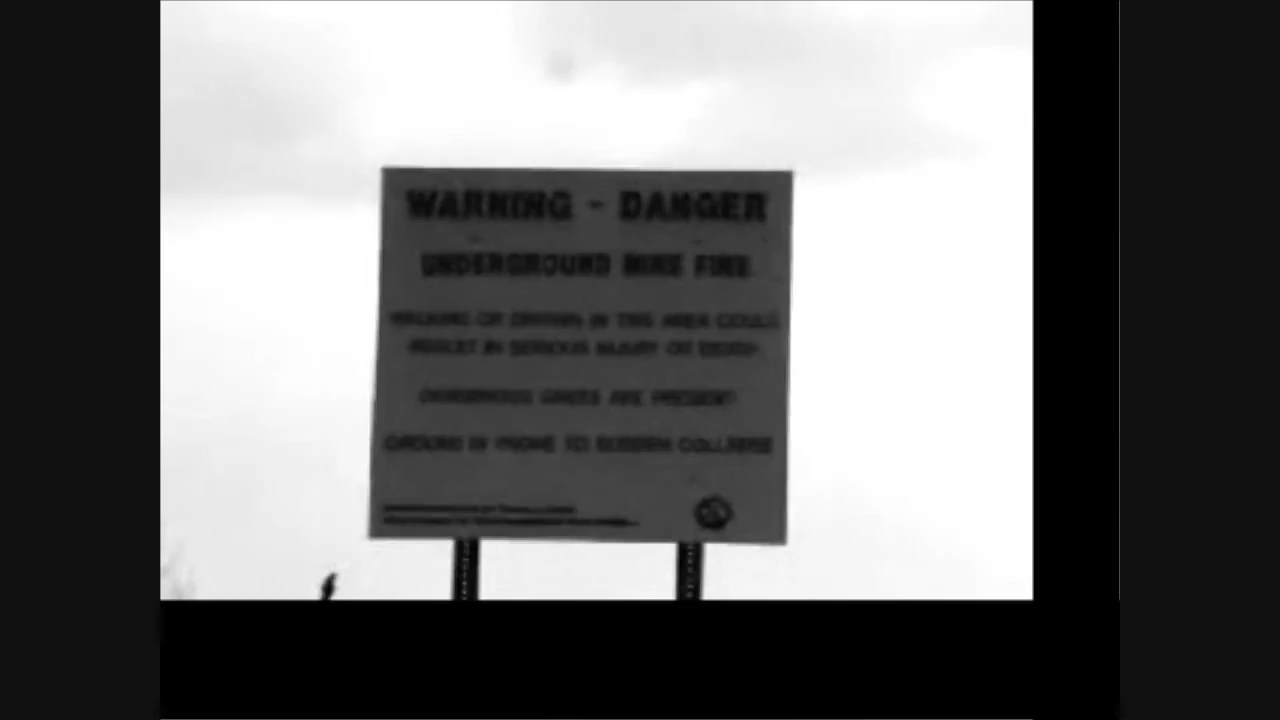 WARNING - DANGER
UNDERGROUND MINE FIRE
WALKING OR DRIVING IN THIS AREA COULD
RESULT IN SERIOUS INJURY OR DEATH
DANGEROUS GASES ARE PRESENT
GROUND IS PRONE TO SUDDEN COLLAPSE